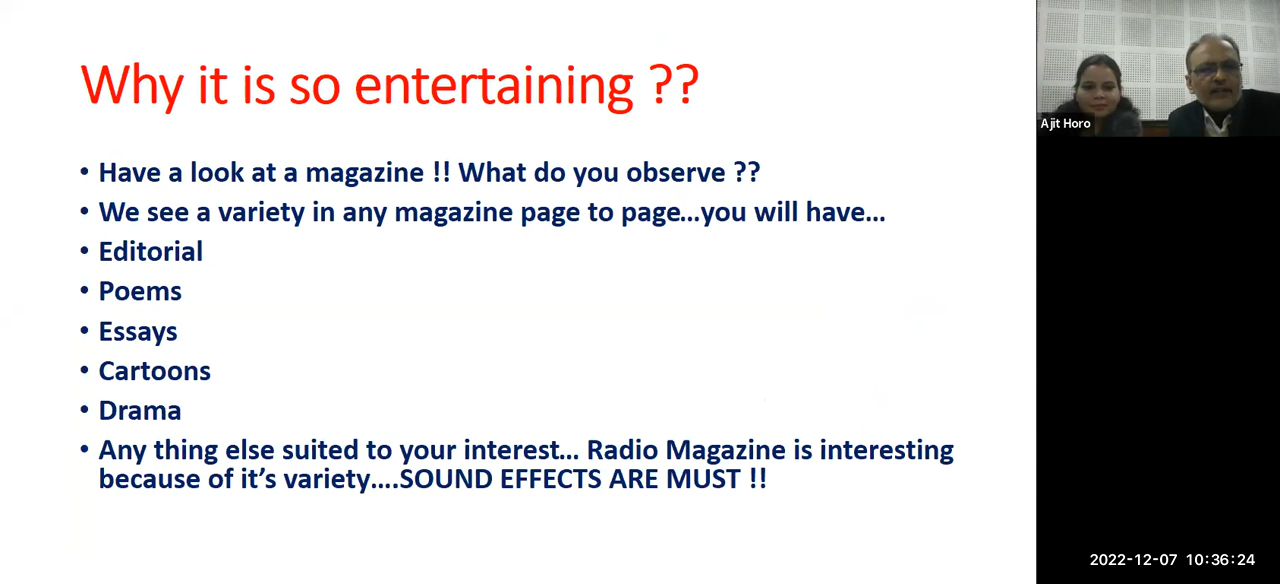 Why it is so entertaining ??
• Have a look at a magazine !! What do you observe ??
• We see a variety in any magazine page to page...you will have...
• Editorial
• Poems
• Essays
• Cartoons
• Drama
• Any thing else suited to your interest... Radio Magazine is interesting
because of it's variety....SOUND EFFECTS ARE MUST !!
Ajit Horo
2022-12-07 10:36:24